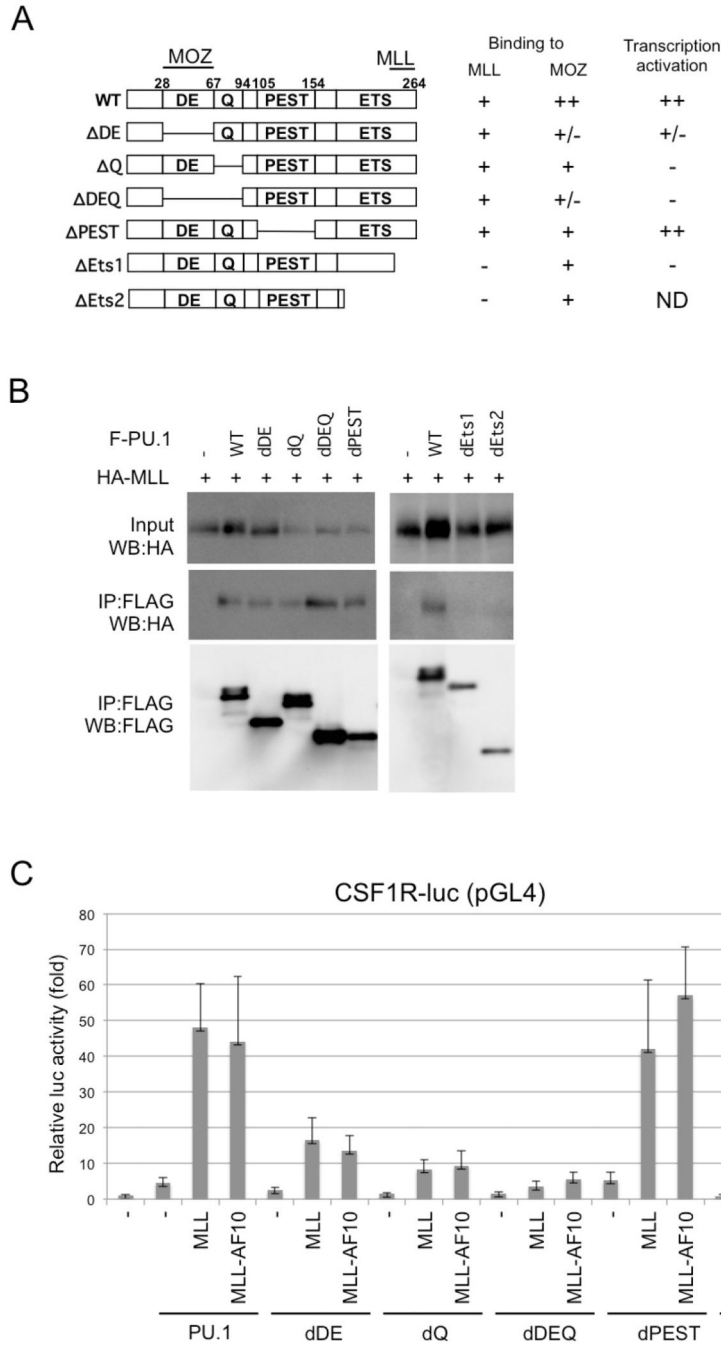 A
MOZ MLL
28 67 94 105 154 264
Binding to Transcription
MLL MOZ activation
WT DE Q PEST ETS + ++ ++
ΔDE Q PEST ETS + +/- +/-
ΔQ DE PEST ETS + + -
ΔDEQ PEST ETS + +/- -
ΔPEST DE Q ETS + + ++
ΔEts1 DE Q PEST - + -
ΔEts2 DE Q PEST - + ND
B
F-PU.1 - WT dDE dQ dDEQ dPEST - WT dEts1 dEts2
HA-MLL + + + + + + + + + +
Input
WB:HA
IP:FLAG
WB:HA
IP:FLAG
WB:FLAG
C
CSF1R-luc (pGL4)
Relative luc activity (fold)
80
70
60
50
40
30
20
10
0
- - MLL MLL-AF10 - MLL MLL-AF10 - MLL MLL-AF10 - MLL MLL-AF10 - MLL MLL-AF10
PU.1 dDE dQ dDEQ dPEST